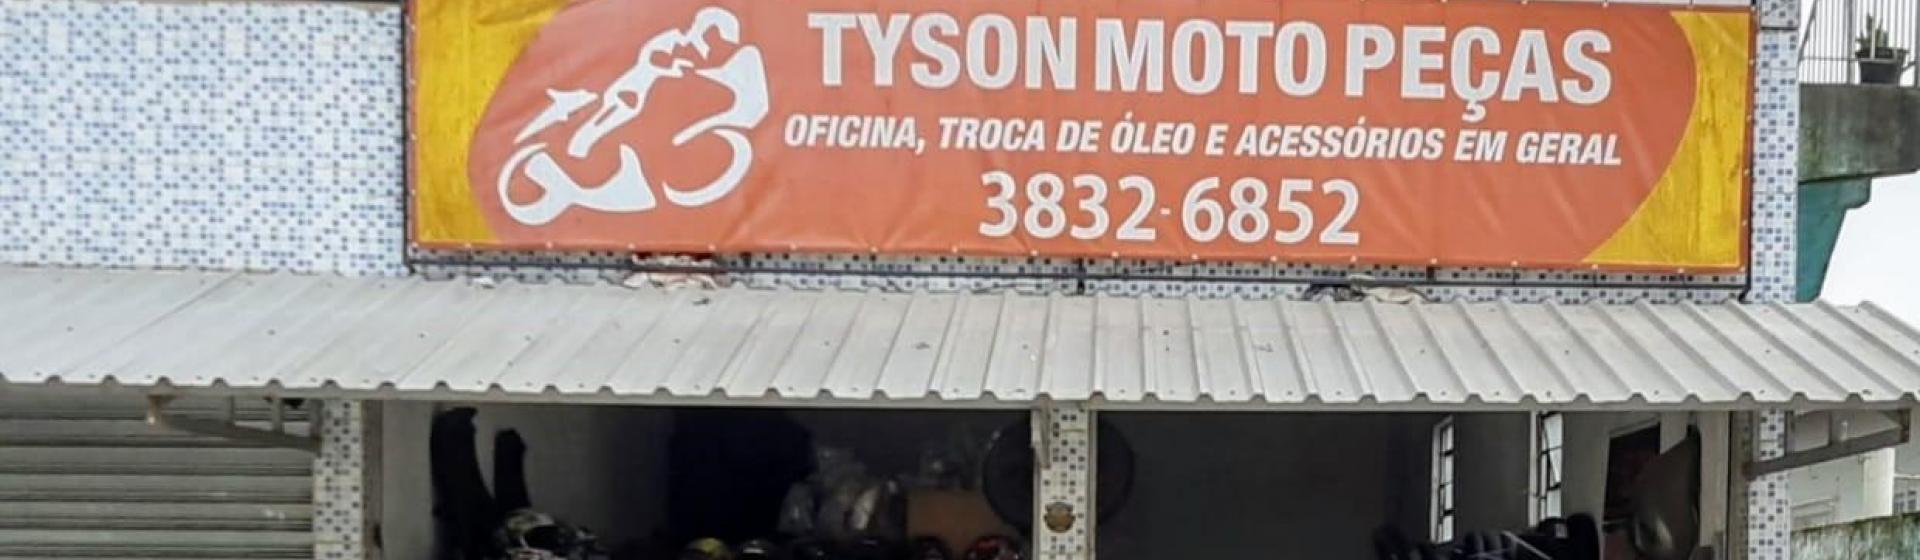 TYSON MOTO PEÇAS
OFICINA, TROCA DE ÓLEO E ACESSÓRIOS EM GERAL
3832-6852